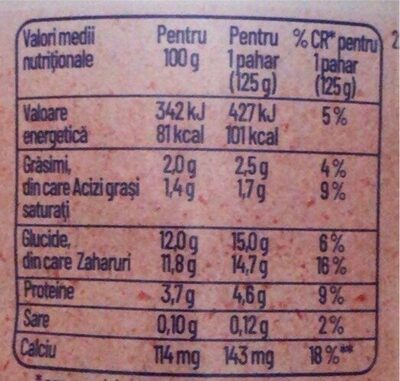 Valori medii Pentru Pentru % CR* pentru 2
nutriționale 100 g 1 pahar 1 pahar
(125 g) (125 g)
Valoare 342 kJ 427 kJ 5 %
energetică 81 kcal 101 kcal
Grăsimi, 2,0 g 2,5 g 4 %
din care Acizi grași 1,4 g 1,7 g 9 %
saturați
Glucide, 12,0 g 15,0 g 6 %
din care Zaharuri 11,8 g 14,7 g 16 %
Proteine 3,7 g 4,6 g 9 %
Sare 0,10 g 0,12 g 2 %
Calciu 114 mg 143 mg 18 %**